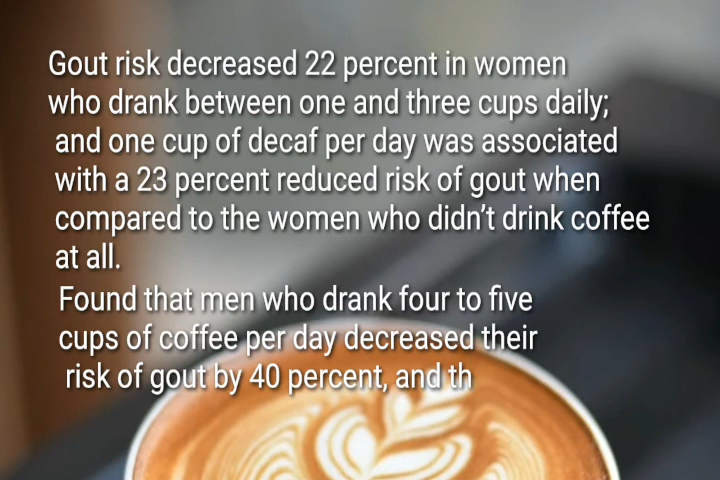 Gout risk decreased 22 percent in women
who drank between one and three cups daily;
and one cup of decaf per day was associated
with a 23 percent reduced risk of gout when
compared to the women who didn't drink coffee
at all.
Found that men who drank four to five
cups of coffee per day decreased their
risk of gout by 40 percent, and th